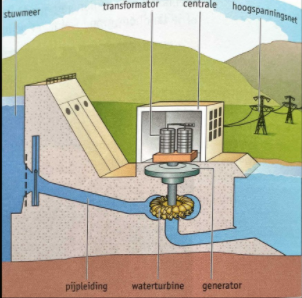 stuwmeer
transformator
centrale
hoogspanningsnet
pijpleiding
waterturbine
generator